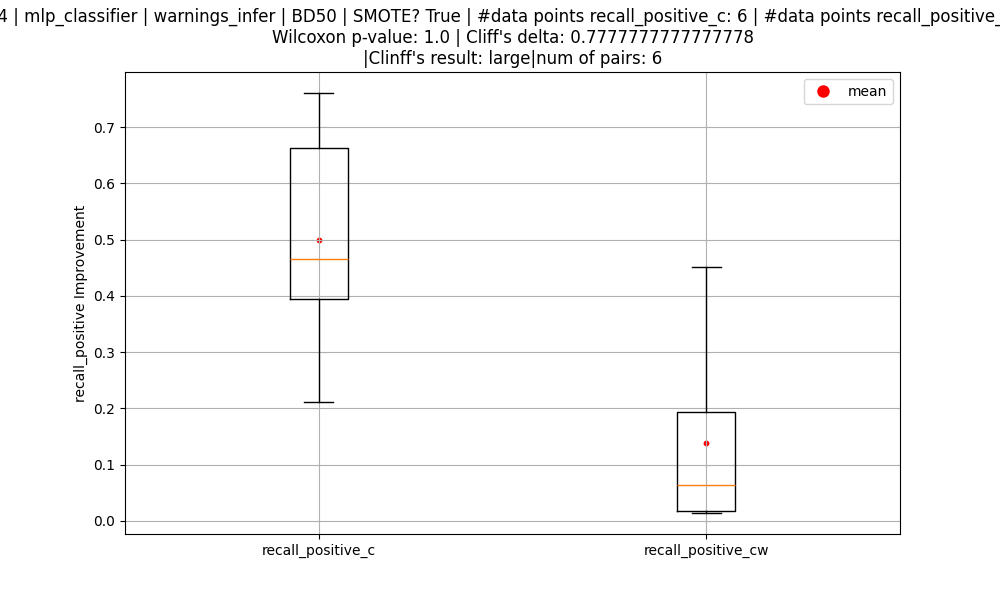 4 | mlp_classifier | warnings_infer | BD50 | SMOTE? True | #data points recall_positive_c: 6 | #data points recall_positive_
Wilcoxon p-value: 1.0 | Cliff's delta: 0.7777777777777778
|Clinff's result: large|num of pairs: 6
mean
0.7
0.6
0.5
0.4
0.3
0.2
0.1
0.0
recall_positive Improvement
recall_positive_c
recall_positive_cw